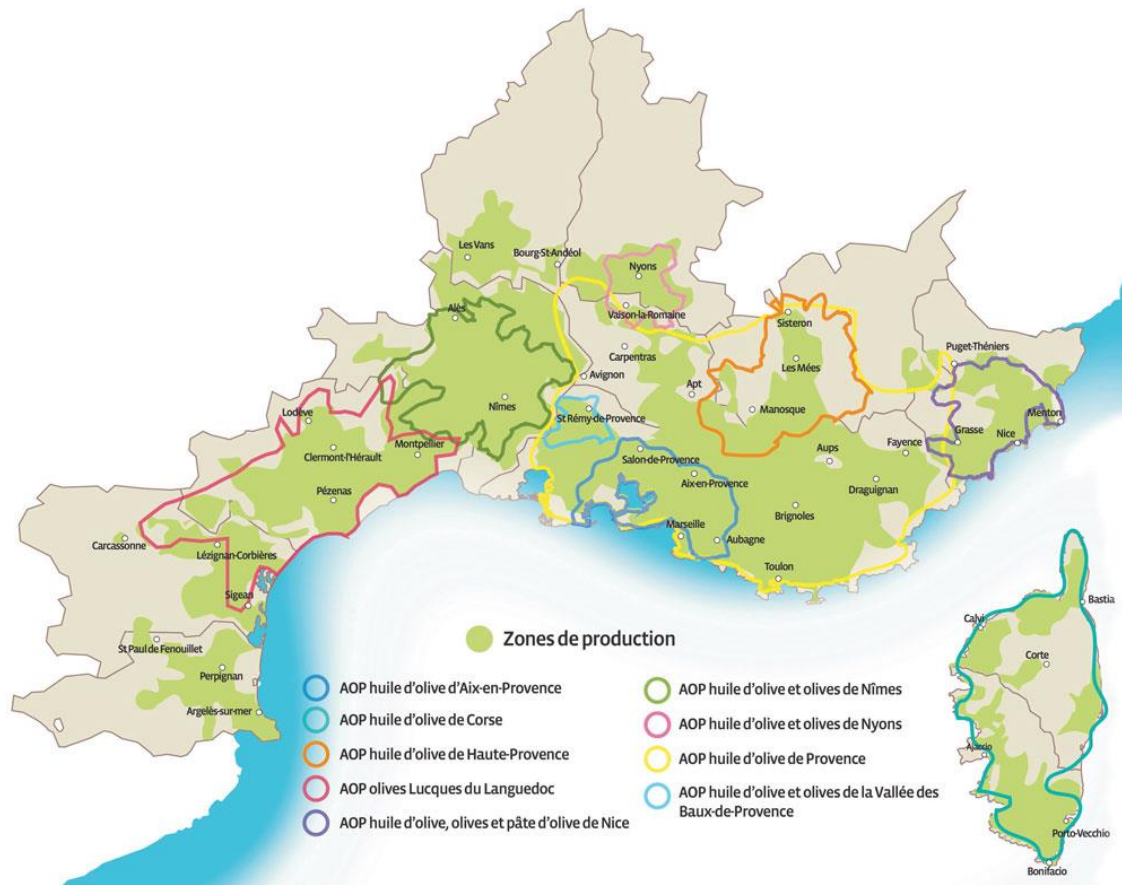 Les Vans
Bourg-St-Andéol
Nyons
Alès
Vaison-la-Romaine
Sisteron
Carpentras
Puget-Théniers
Les Mées
Avignon
Apt
Nîmes
St Rémy-de-Provence
Manosque
Menton
Lodève
Grasse
Nice
Montpellier
Fayence
Clermont-l'Hérault
Salon-de-Provence
Aups
Aix-en-Provence
Draguignan
Pézenas
Brignoles
Carcassonne
Marseille
Aubagne
Lézignan-Corbières
Toulon
Sigean
Bastia
Calvi
St Paul de Fenouillet
Corte
Perpignan
Argelès-sur-mer
Ajaccio
Porto-Vecchio
Bonifacio
Zones de production
AOP huile d'olive d'Aix-en-Provence
AOP huile d'olive de Corse
AOP huile d'olive de Haute-Provence
AOP olives Lucques du Languedoc
AOP huile d'olive, olives et pâte d'olive de Nice
AOP huile d'olive et olives de Nîmes
AOP huile d'olive et olives de Nyons
AOP huile d'olive de Provence
AOP huile d'olive et olives de la Vallée des
Baux-de-Provence